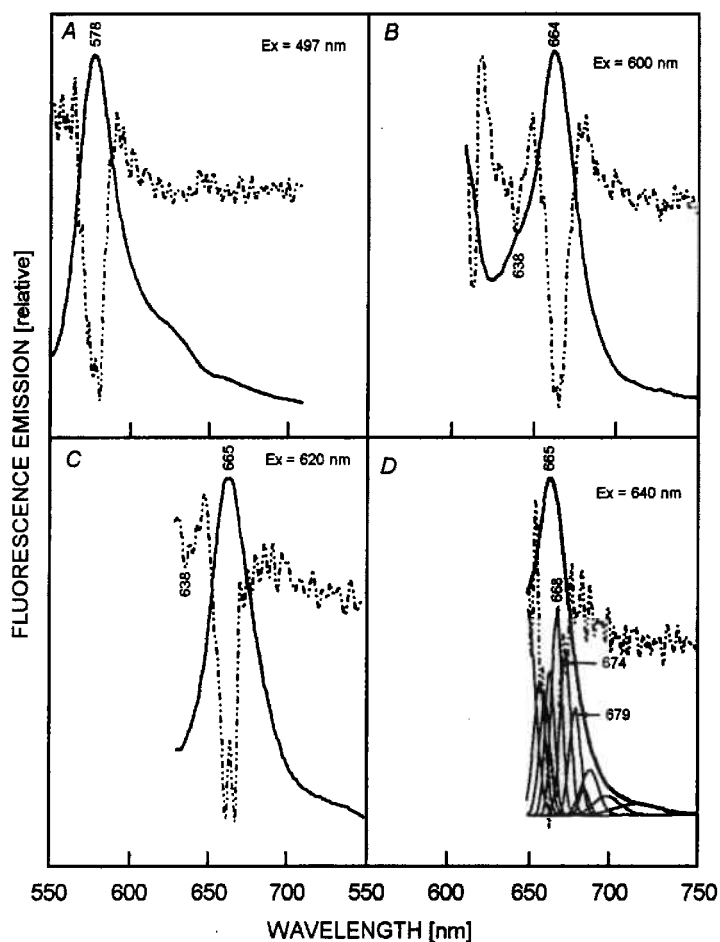 A
578
Ex = 497 nm
B
664
Ex = 600 nm
638
C
665
Ex = 620 nm
638
D
665
Ex = 640 nm
668
674
679
FLUORESCENCE EMISSION [relative]
550 600 650 700 550 600 650 700 750
WAVELENGTH [nm]